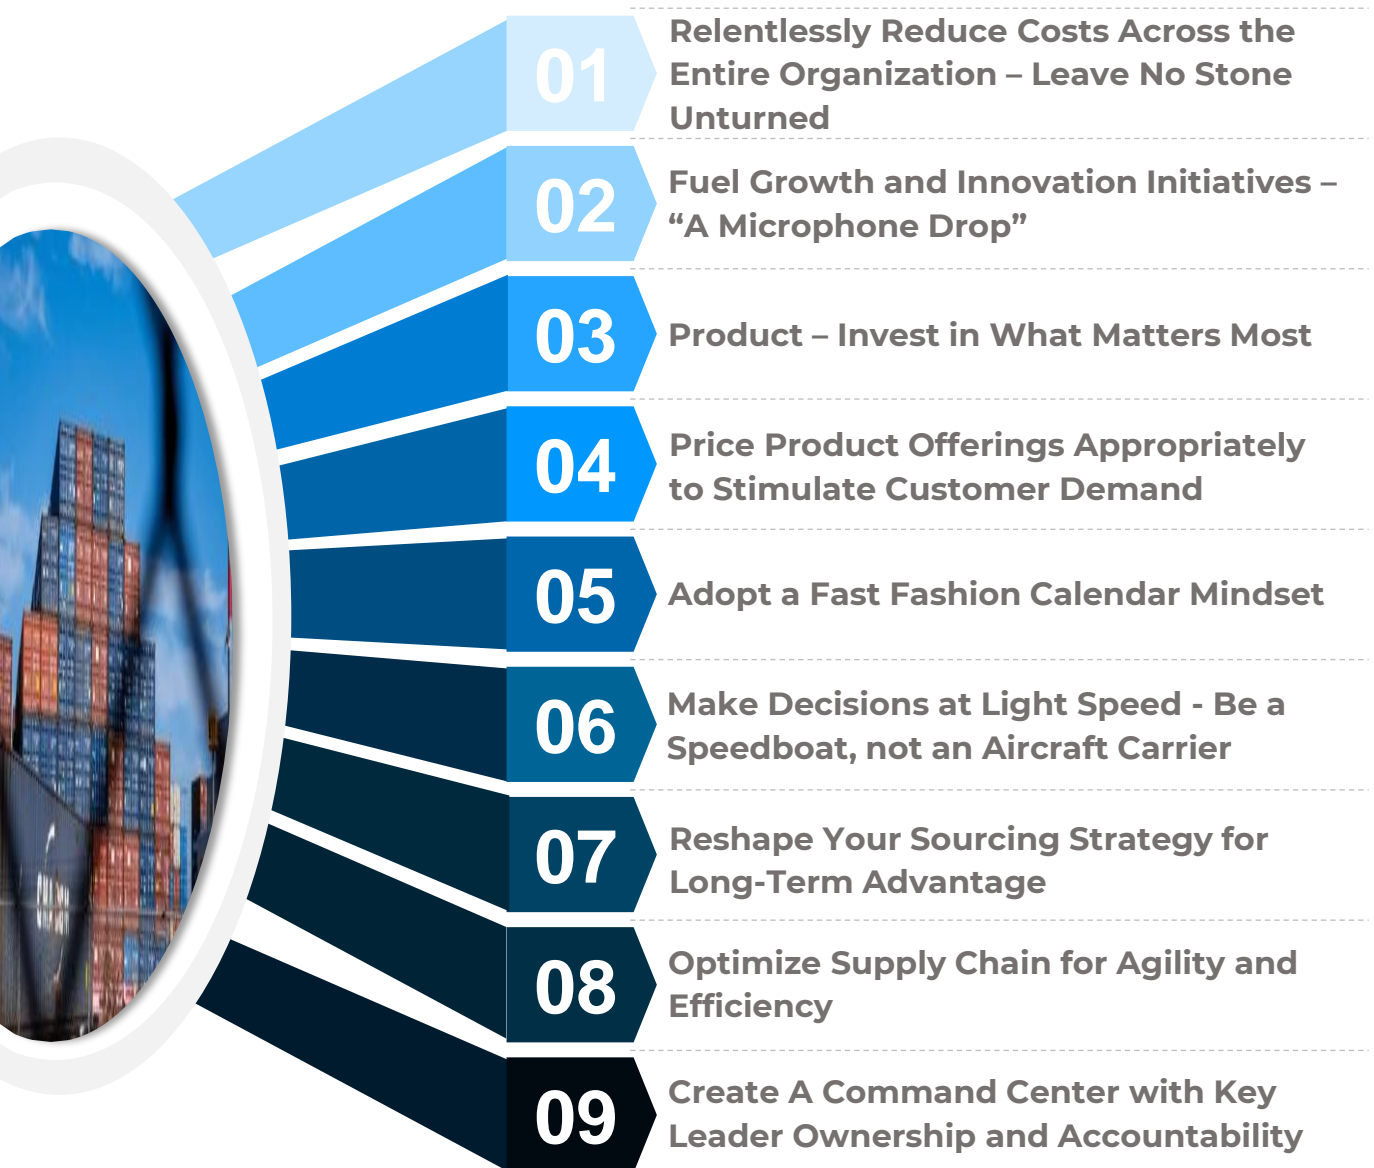 01
Relentlessly Reduce Costs Across the
Entire Organization – Leave No Stone
Unturned
02
Fuel Growth and Innovation Initiatives –
“A Microphone Drop”
03
Product – Invest in What Matters Most
04
Price Product Offerings Appropriately
to Stimulate Customer Demand
05
Adopt a Fast Fashion Calendar Mindset
06
Make Decisions at Light Speed - Be a
Speedboat, not an Aircraft Carrier
07
Reshape Your Sourcing Strategy for
Long-Term Advantage
08
Optimize Supply Chain for Agility and
Efficiency
09
Create A Command Center with Key
Leader Ownership and Accountability